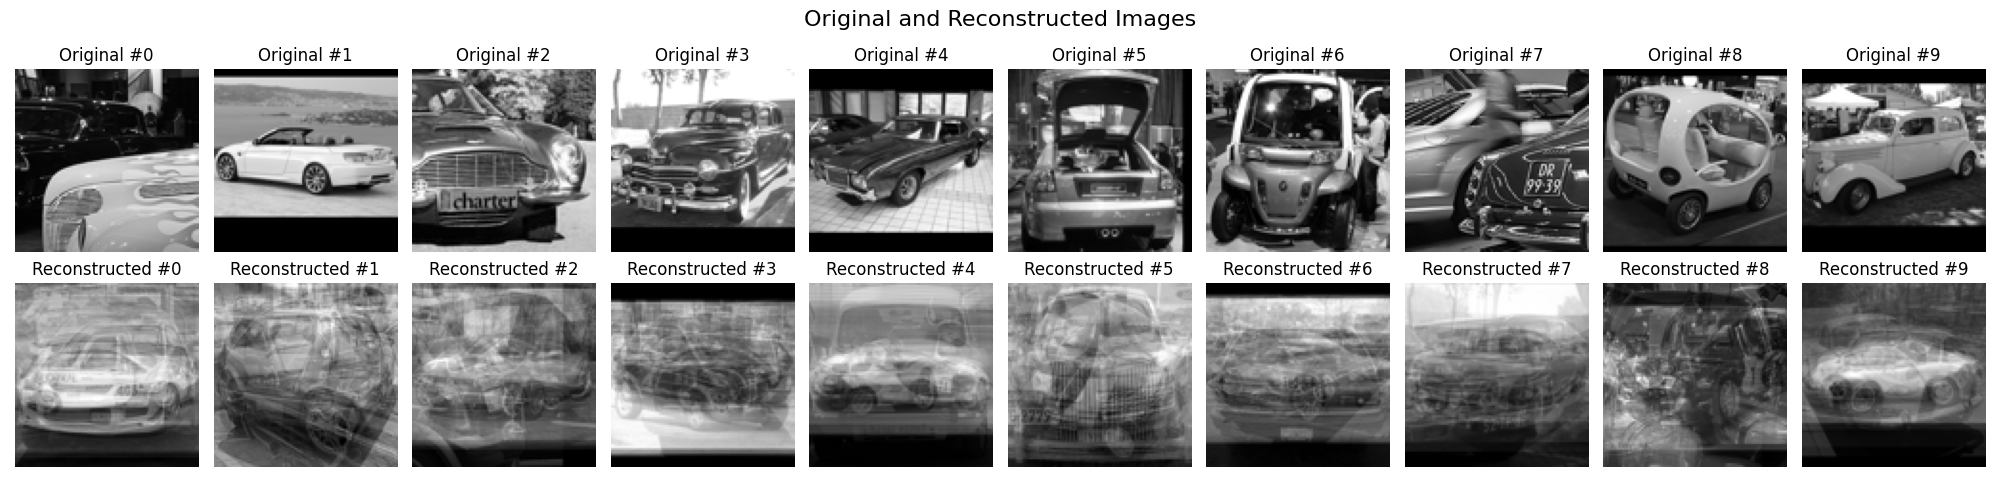 Original and Reconstructed Images
Original #0 Original #1 Original #2 Original #3 Original #4 Original #5 Original #6 Original #7 Original #8 Original #9
charter
DR
99-39
Reconstructed #0 Reconstructed #1 Reconstructed #2 Reconstructed #3 Reconstructed #4 Reconstructed #5 Reconstructed #6 Reconstructed #7 Reconstructed #8 Reconstructed #9